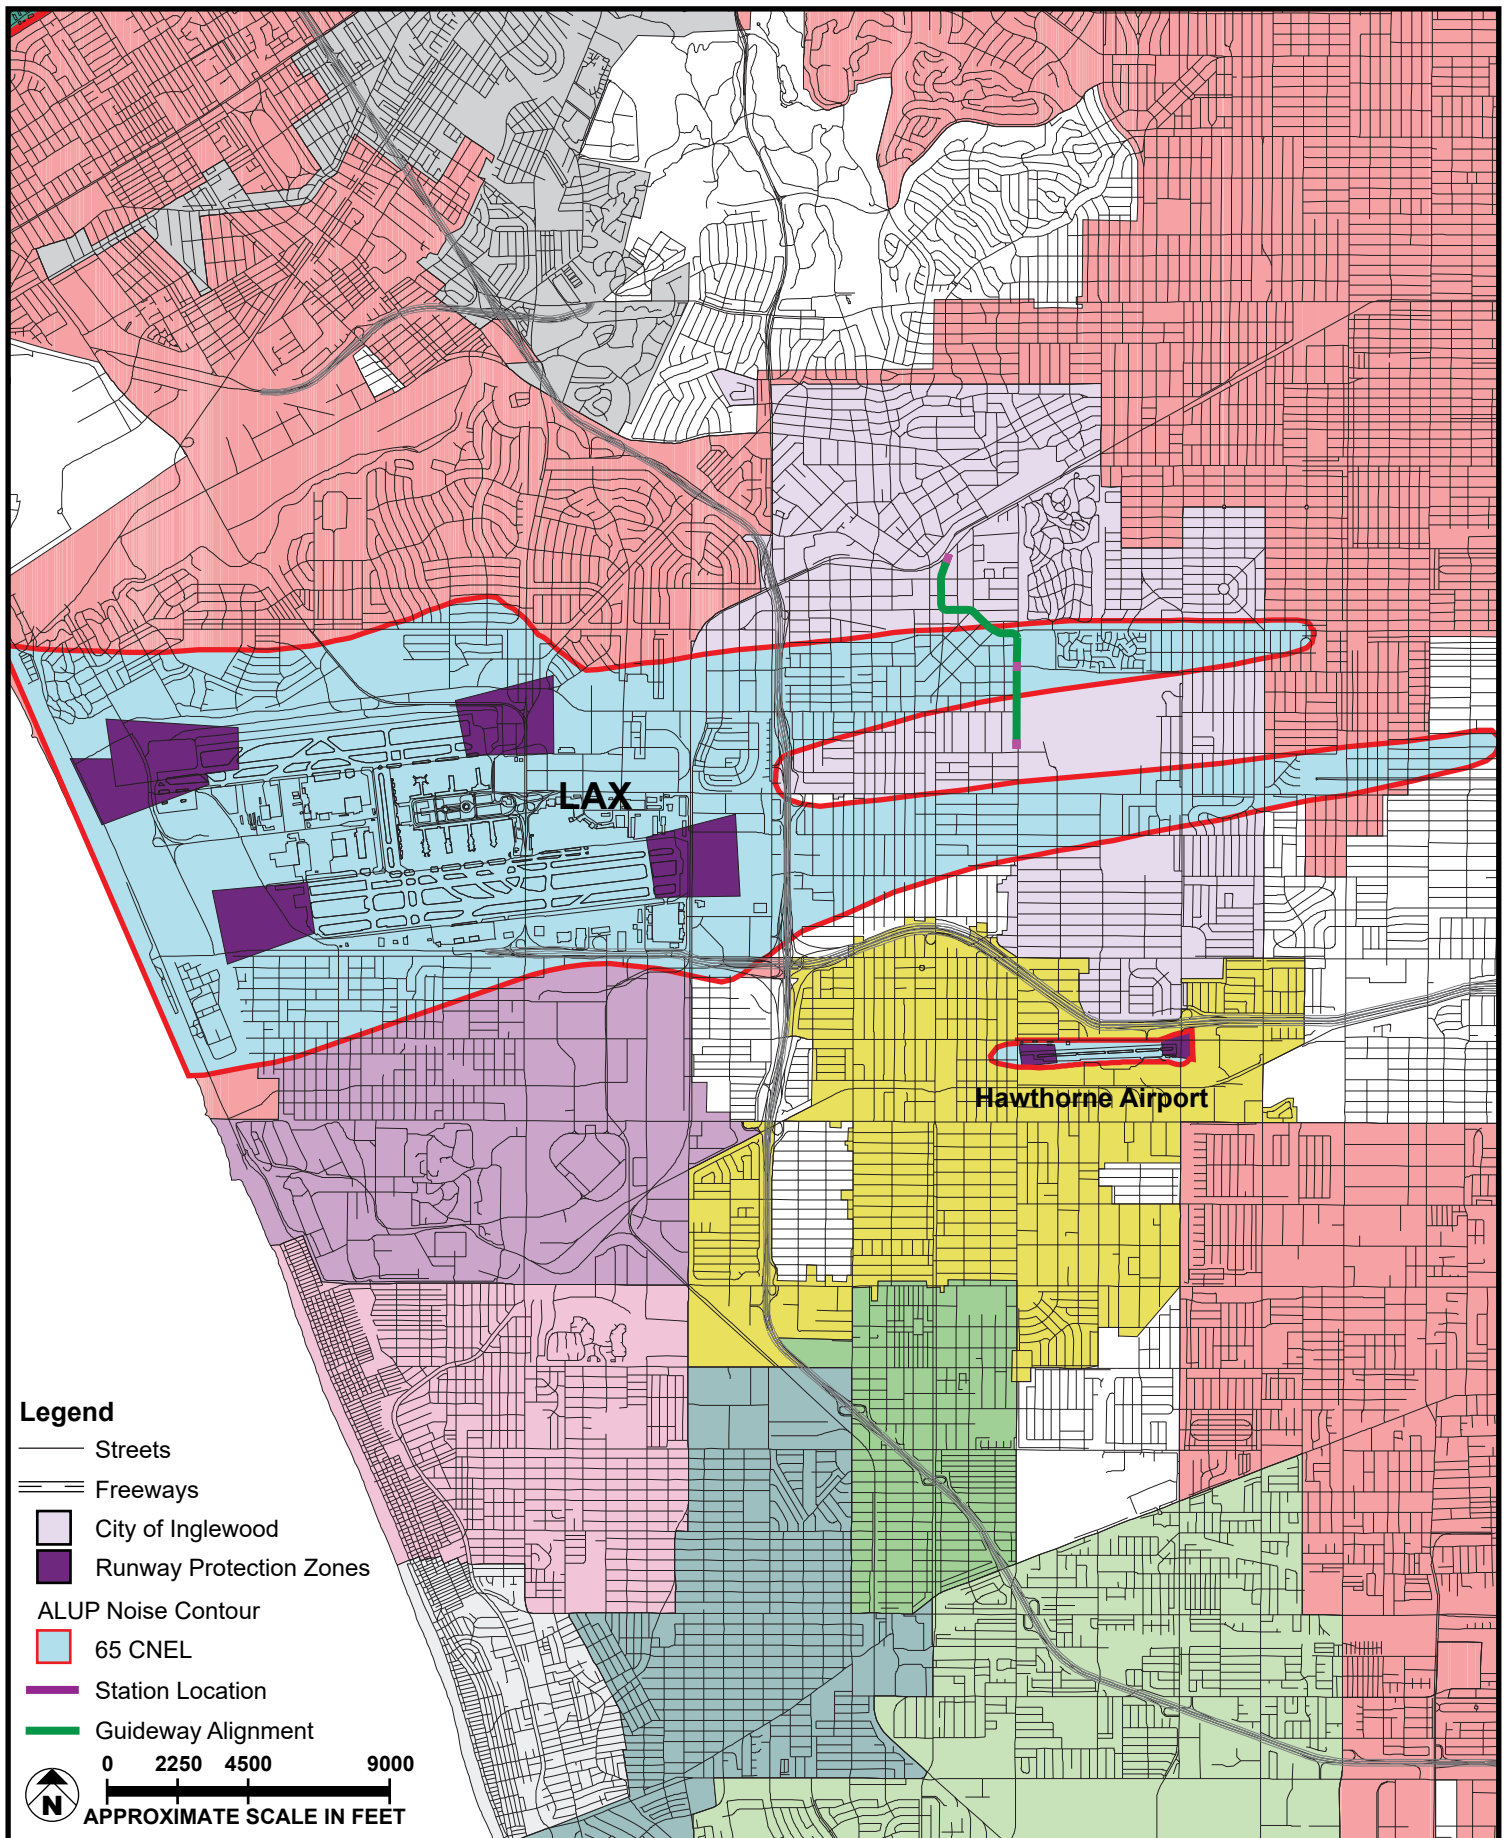 LAX
Hawthorne Airport
Legend
Streets
Freeways
City of Inglewood
Runway Protection Zones
ALUP Noise Contour
65 CNEL
Station Location
Guideway Alignment
0 2250 4500 9000
N
APPROXIMATE SCALE IN FEET